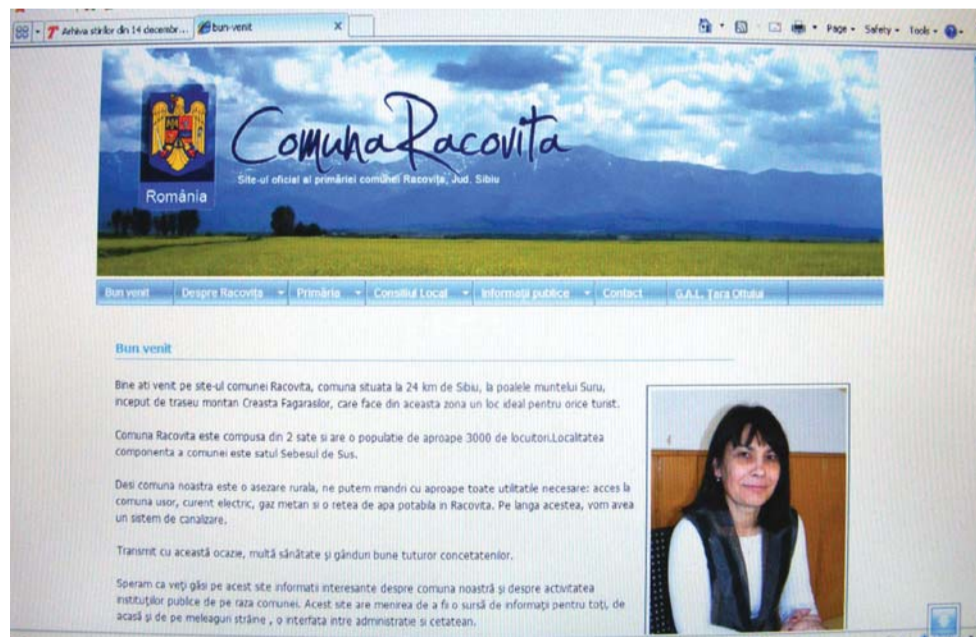 Arhiva stirilor din 14 decembr...
bun-venit
X
Page
Safety
Tools
Comuna Racovita
Site-ul oficial al primăriei comunei Racovița, Jud. Sibiu
România
Bun venit
Despre Racovița
Primăria
Consiliul Local
Informații publice
Contact
G.A.L. Țara Oltului
Bun venit
Bine ati venit pe site-ul comunei Racovita, comuna situata la 24 km de Sibiu, la poalele muntelui Suru,
inceput de traseu montan Creasta Fagarasilor, care face din aceasta zona un loc ideal pentru orice turist.
Comuna Racovita este compusa din 2 sate si are o populatie de aproape 3000 de locuitori.Localitatea
componenta a comunei este satul Sebesul de Sus.
Desi comuna noastra este o asezare rurala, ne putem mandri cu aproape toate utilitatile necesare: acces la
comuna usor, curent electric, gaz metan si o retea de apa potabila in Racovita. Pe langa acestea, vom avea
un sistem de canalizare.
Transmit cu această ocazie, multă sănătate și gânduri bune tuturor concetatenilor.
Speram ca veți găsi pe acest site informatii interesante despre comuna noastră și despre activitatea
instituțiilor publice de pe raza comunei. Acest site are menirea de a fi o sursă de informați pentru toți, de
acasă și de pe meleaguri străine , o interfata intre administratie si cetatean.